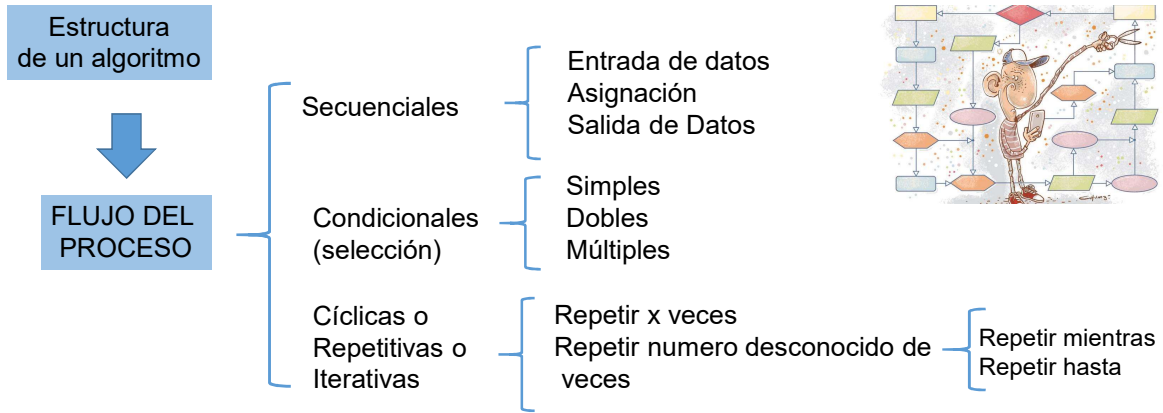 Estructura
de un algoritmo
FLUJO DEL
PROCESO
Secuenciales
Entrada de datos
Asignación
Salida de Datos
Condicionales
(selección)
Simples
Dobles
Múltiples
Cíclicas o
Repetitivas o
Iterativas
Repetir x veces
Repetir numero desconocido de
veces
Repetir mientras
Repetir hasta